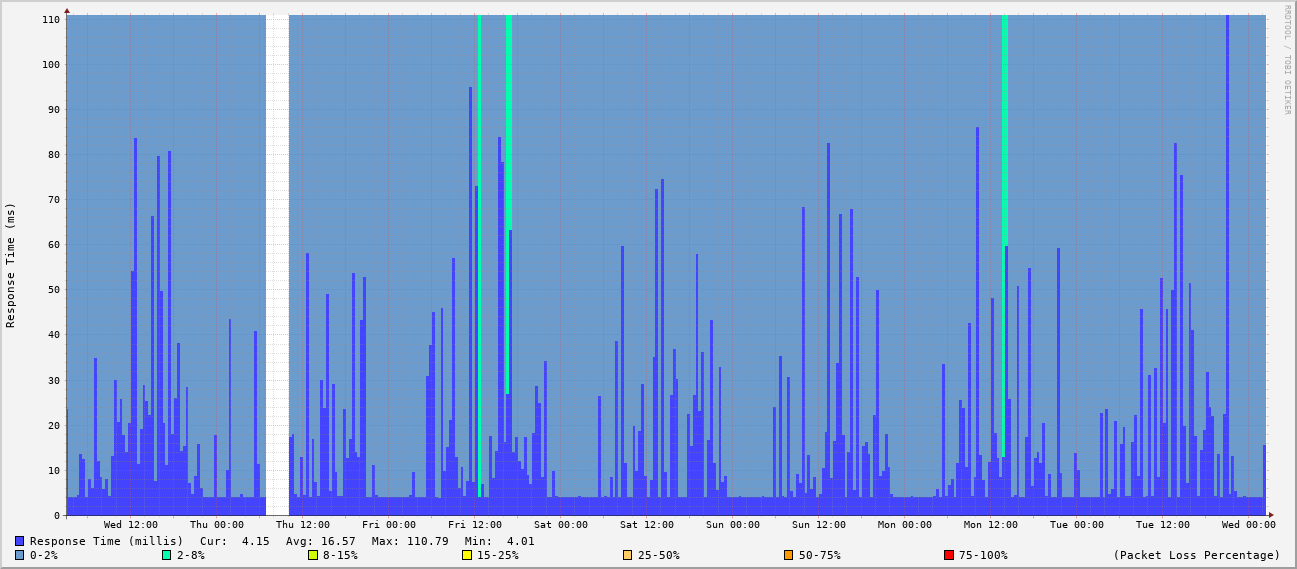 110
100
90
80
70
60
50
40
30
20
10
0
Response Time (ms)
RRDTOOL / TOBI OETIKER
Wed 12:00 Thu 00:00 Thu 12:00 Fri 00:00 Fri 12:00 Sat 00:00 Sat 12:00 Sun 00:00 Sun 12:00 Mon 00:00 Mon 12:00 Tue 00:00 Tue 12:00 Wed 00:00
Response Time (millis) Cur: 4.15 Avg: 16.57 Max: 110.79 Min: 4.01
0-2% 2-8% 8-15% 15-25% 25-50% 50-75% 75-100% (Packet Loss Percentage)